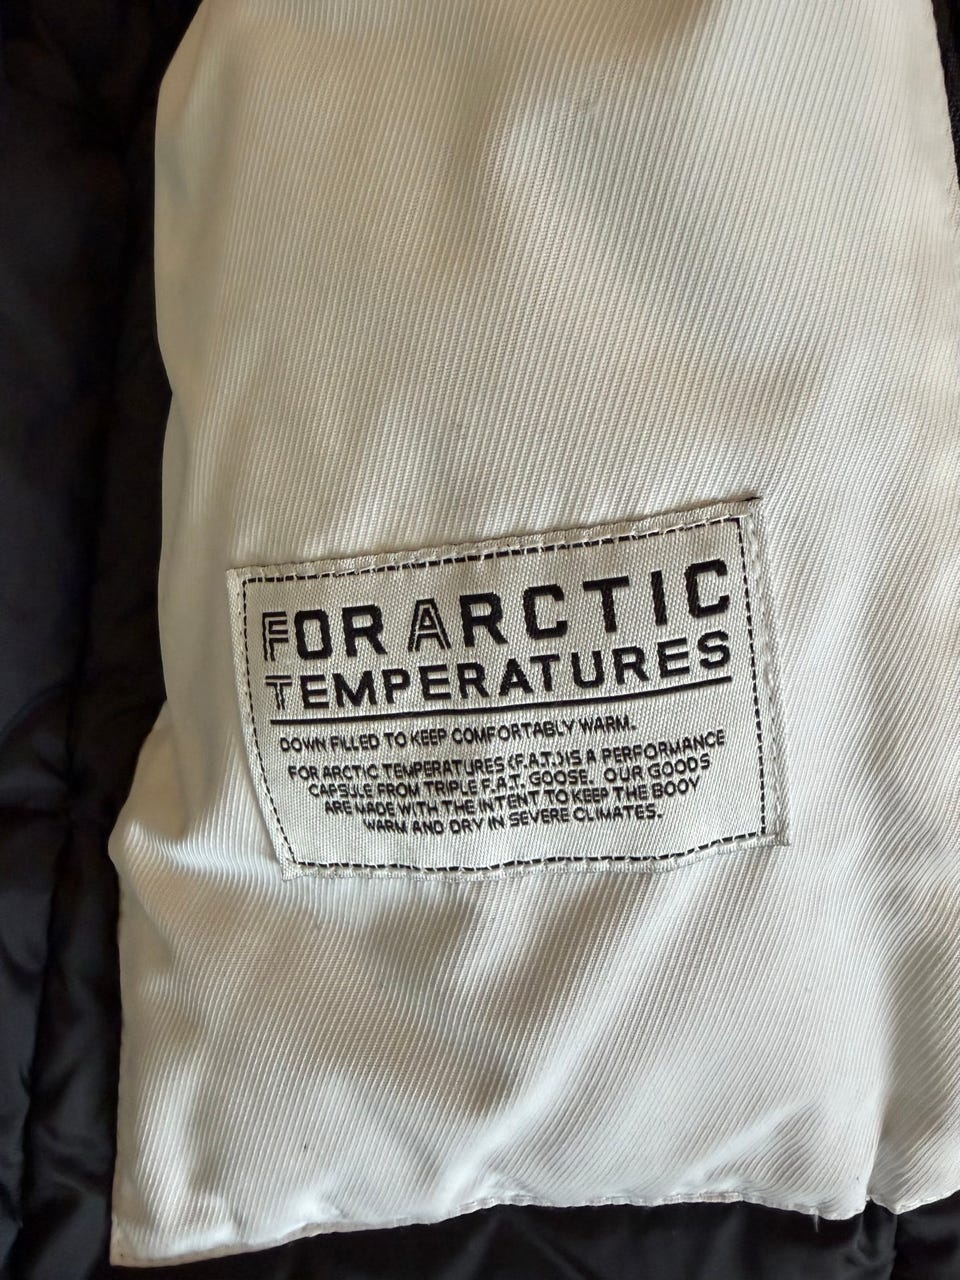 FOR ARCTIC
TEMPERATURES
DOWN FILLED TO KEEP COMFORTABLY WARM.
FOR ARCTIC TEMPERATURES (F.A.T.) IS A PERFORMANCE
CAPSULE FROM TRIPLE F.A.T. GOOSE. OUR GOODS
ARE MADE WITH THE INTENT TO KEEP THE BODY
WARM AND DRY IN SEVERE CLIMATES.